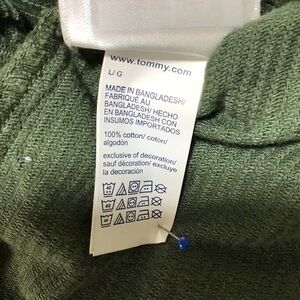 www.tommy.com
L/G
MADE IN BANGLADESH/
FABRIQUÉ AU
BANGLADESH/ HECHO
EN BANGLADESH CON
INSUMOS IMPORTADOS
100% cotton/ coton/
algodón
exclusive of decoration/
sauf décoration/ excluye
la decoración